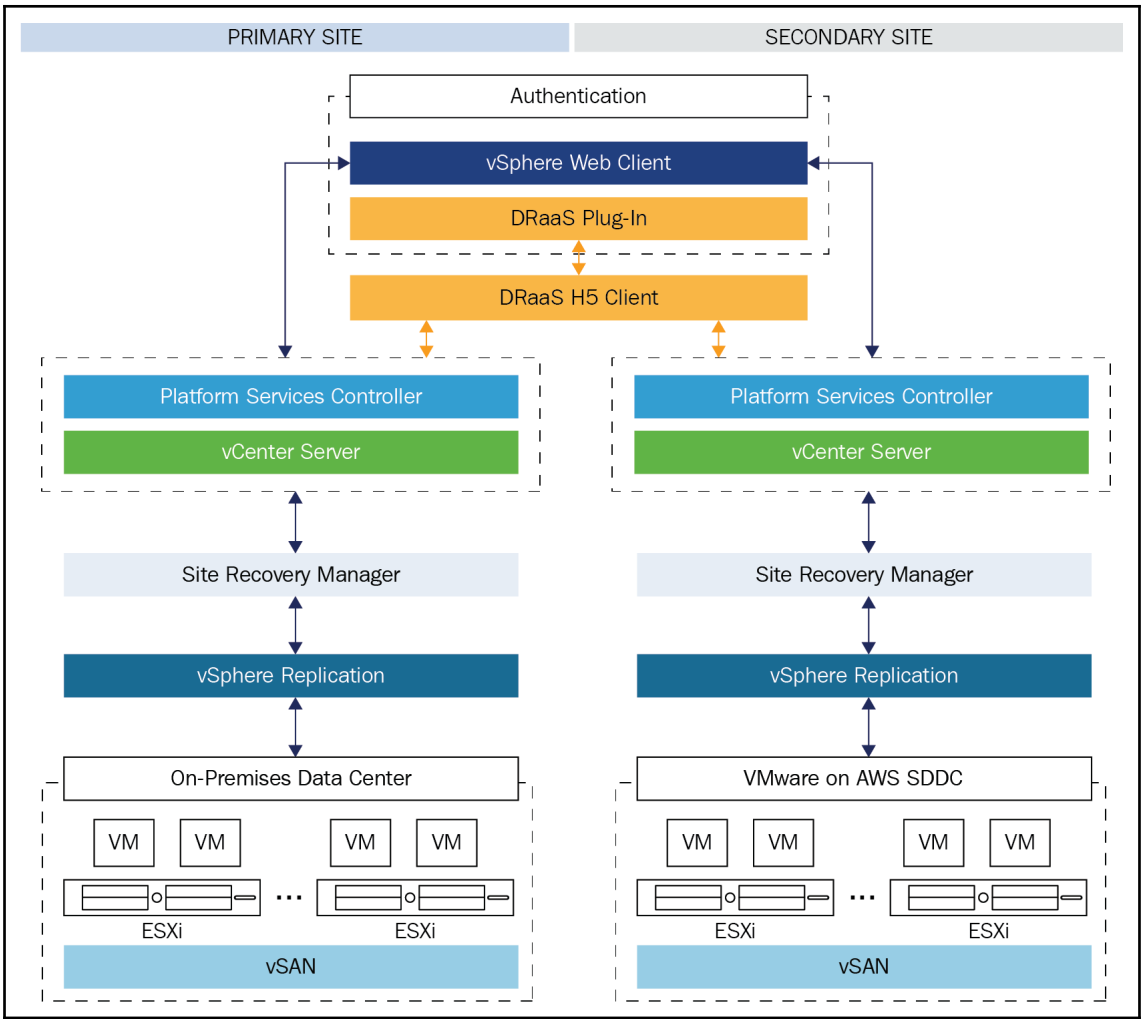 PRIMARY SITE
SECONDARY SITE
Authentication
vSphere Web Client
DRaaS Plug-In
DRaaS H5 Client
Platform Services Controller
Platform Services Controller
vCenter Server
vCenter Server
Site Recovery Manager
Site Recovery Manager
vSphere Replication
vSphere Replication
On-Premises Data Center
VMware on AWS SDDC
VM VM VM VM
VM VM VM VM
...
...
ESXi ESXi
ESXi ESXi
vSAN
vSAN